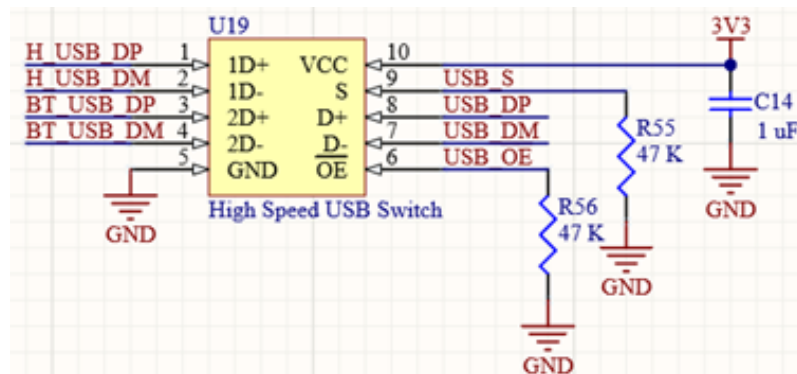 U19
3V3
H_USB_DP 1 1D+ VCC 10
H_USB_DM 2 1D- S 9 USB_S
BT_USB_DP 3 2D+ D+ 8 USB_DP
BT_USB_DM 4 2D- D- 7 USB_DM
5 GND OE 6 USB_OE
C14
1 uF
R55
47 K
High Speed USB Switch
R56
47 K
GND
GND
GND
GND